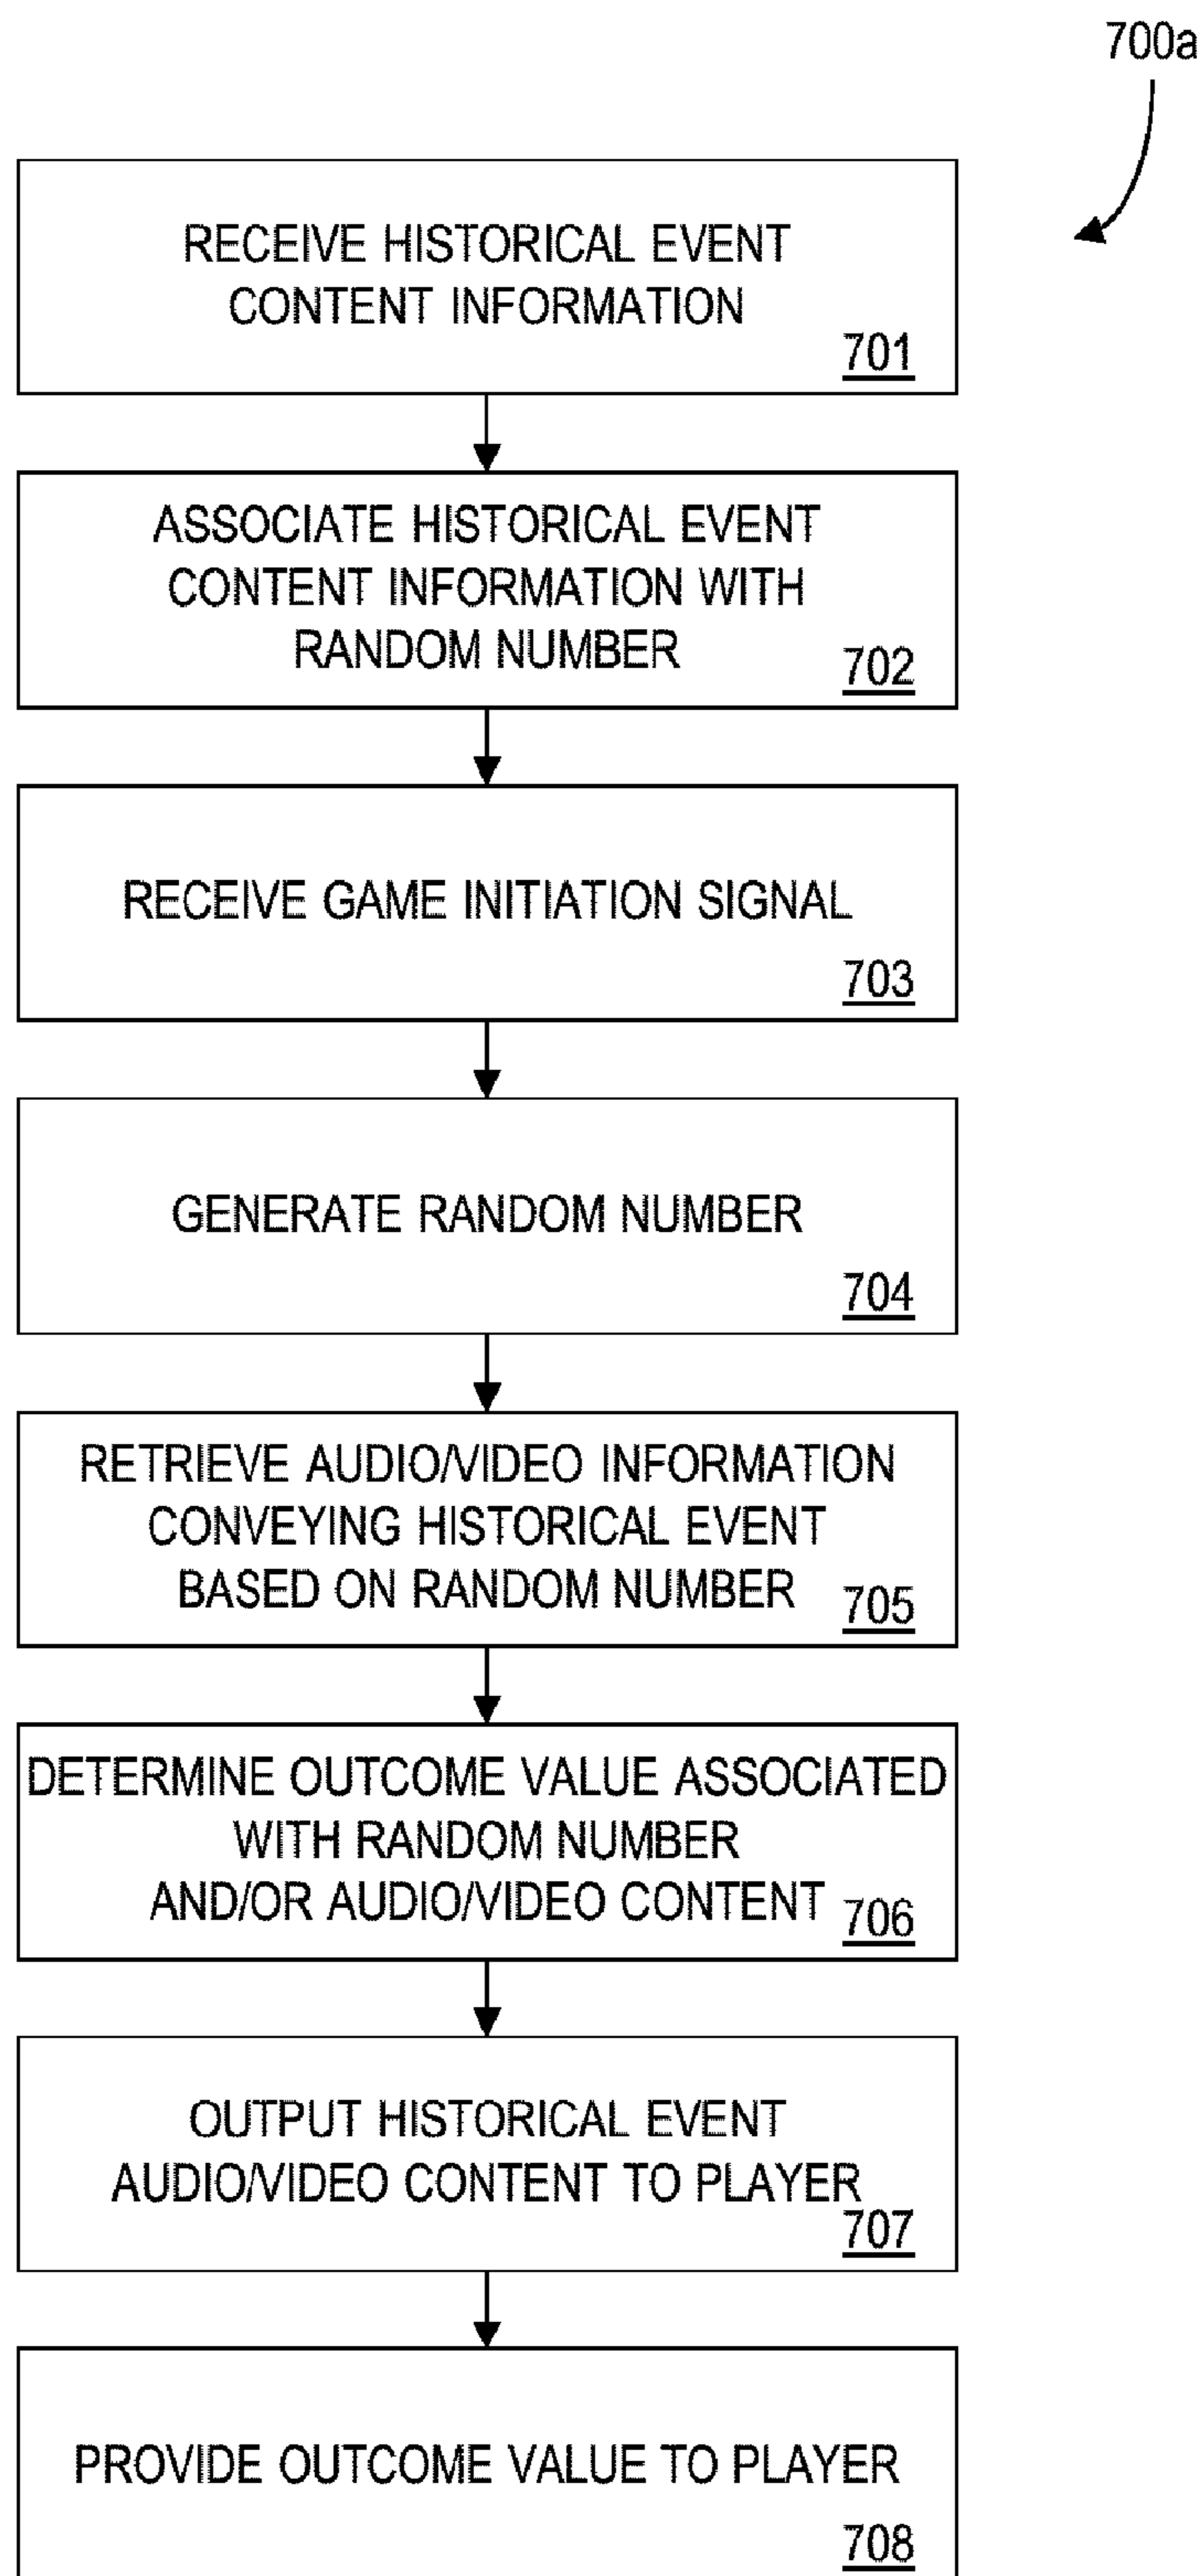 700a
RECEIVE HISTORICAL EVENT
CONTENT INFORMATION
701
ASSOCIATE HISTORICAL EVENT
CONTENT INFORMATION WITH
RANDOM NUMBER
702
RECEIVE GAME INITIATION SIGNAL
703
GENERATE RANDOM NUMBER
704
RETRIEVE AUDIO/VIDEO INFORMATION
CONVEYING HISTORICAL EVENT
BASED ON RANDOM NUMBER
705
DETERMINE OUTCOME VALUE ASSOCIATED
WITH RANDOM NUMBER
AND/OR AUDIO/VIDEO CONTENT
706
OUTPUT HISTORICAL EVENT
AUDIO/VIDEO CONTENT TO PLAYER
707
PROVIDE OUTCOME VALUE TO PLAYER
708